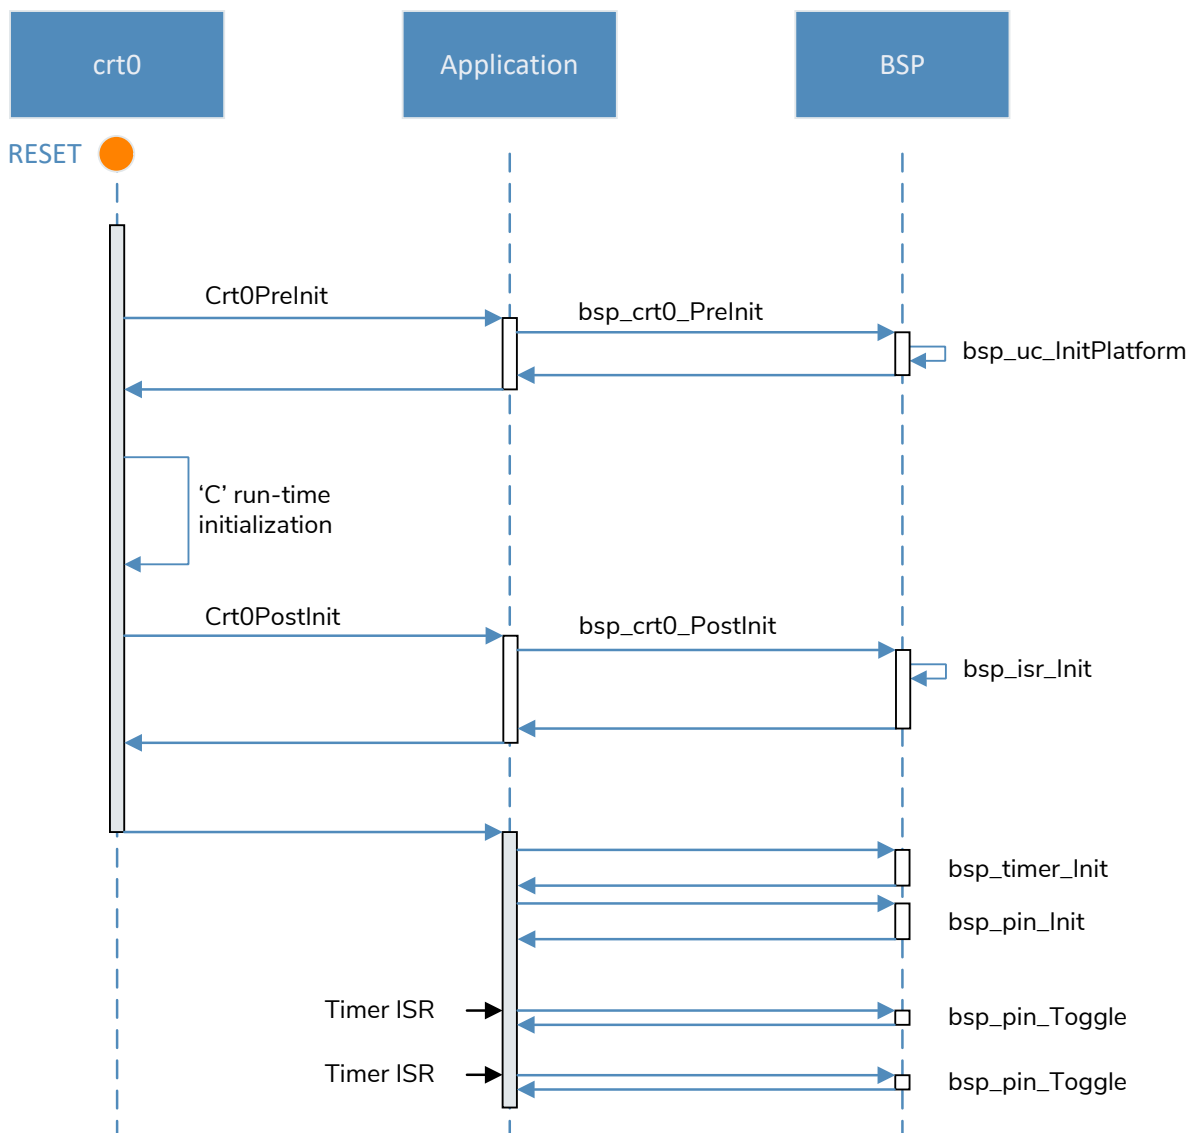 crt0
Application
BSP
RESET
Crt0PreInit
bsp_crt0_PreInit
bsp_uc_InitPlatform
‘C’ run-time
initialization
Crt0PostInit
bsp_crt0_PostInit
bsp_isr_Init
bsp_timer_Init
bsp_pin_Init
Timer ISR
bsp_pin_Toggle
Timer ISR
bsp_pin_Toggle